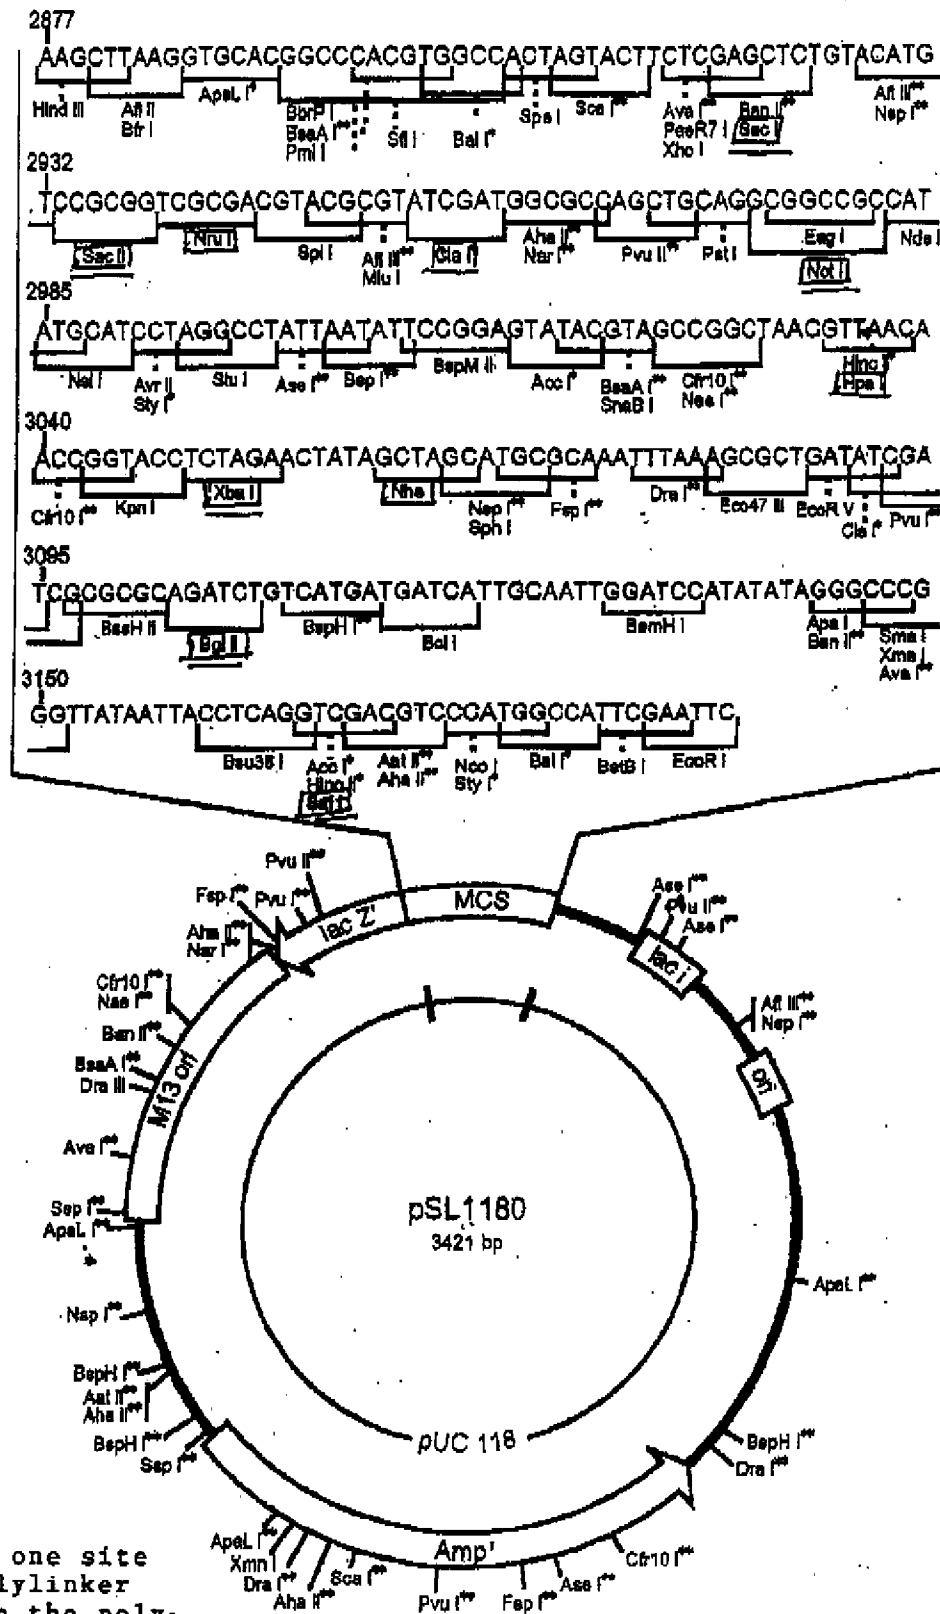 2877
AAGCTTAAGGTGCACGGCCCACGTGGCCACTAGTACTTCTCGAGCTCTGTACATG
Hind III Afl II ApaL I* BbrP I Sfi I Bal I* Spe I Sca I** Ava I** Ban II** Afl III**
Bfr I BsaA I** PaeR7 I Sac I Nsp I**
Pml I Xho I
2932
TCCGCGGTCGCGACGTACGCGTATCGATGGCGCCAGCTGCAGGCGGCCGCCAT
Sac II Nru I Spl I Afl III** Cla I* Aha II** Pvu II** Pst I Eag I Nde I
Mlu I Nar I** Not I
2985
ATGCATCCTAGGCCTATTAATATTCCGGAGTATACGTAGCCGGCTAACGTTAACA
Nsi I Avr II Stu I Ase I** Ssp I** BspM II Acc I* BsaA I** Cfr10 I** Hinc II*
Sty I* SnaB I Nae I** Hpa I
3040
ACCGGTACCTCTAGAACTATAGCTAGCATGCGCAAATTTAAAGCGCTGATATCGA
Cfr10 I** Kpn I Xba I Nhe Nsp I** Fsp I** Dra I** Eco47 III EcoR V Cla I* Pvu I**
Sph I
3095
TCGCGCGCAGATCTGTCATGATGATCATTGCAATTGGATCCATATATAGGGCCCG
BssH II Bgl II BspH I** Bcl I BamH I Apa I Sma I
Ban II** Xma I
Ava I**
3150
GGTTATAATTACCTCAGGTCGACGTCCCATGGCCATTCGAATTC
Bsu36 I Acc I* Aat II** Nco I Bal I* BstB I EcoR I
Hinc II* Aha II** Sty I*
Sal I
Pvu II**
Fsp I** Pvu I** lac Z' MCS Ase I**
Pvu II**
Ase I**
Aha II**
Nar I** lac i
Cfr10 I**
Nae I** Afl III**
Nsp I**
Ban II**
BsaA I**
Dra III M13 ori ori
Ava I**
Ssp I**
ApaL I** pSL1180
3421 bp
ApaL I**
Nsp I**
BspH I**
Aat II**
Aha II**
BspH I** pUC 118 BspH I**
Ssp I** Dra I**
ApaL I** Amp' Cfr10 I**
Xmn I Ase I**
Dra I** Sca I** Fsp I**
Aha II** Pvu I**
one site
lylinker
the poly-